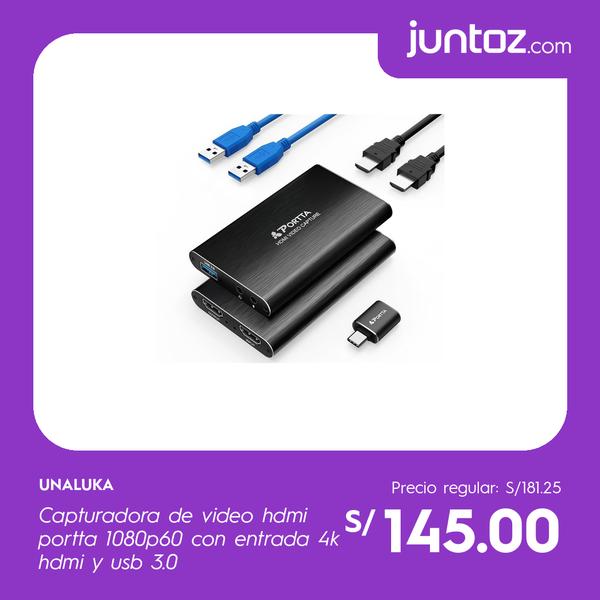 juntoz.com
PORTTA
HDMI VIDEO CAPTURE
PORTTA
UNALUKA
Capturadora de video hdmi
portta 1080p60 con entrada 4k
hdmi y usb 3.0
Precio regular: S/181.25
S/145.00